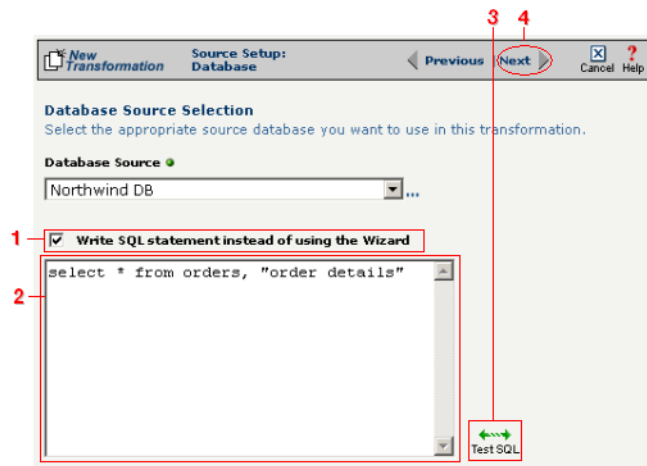 3 4
New
Transformation
Source Setup:
Database
Previous Next
Cancel Help
Database Source Selection
Select the appropriate source database you want to use in this transformation.
Database Source
Northwind DB
...
1 Write SQL statement instead of using the Wizard
2 select * from orders, "order details"
Test SQL